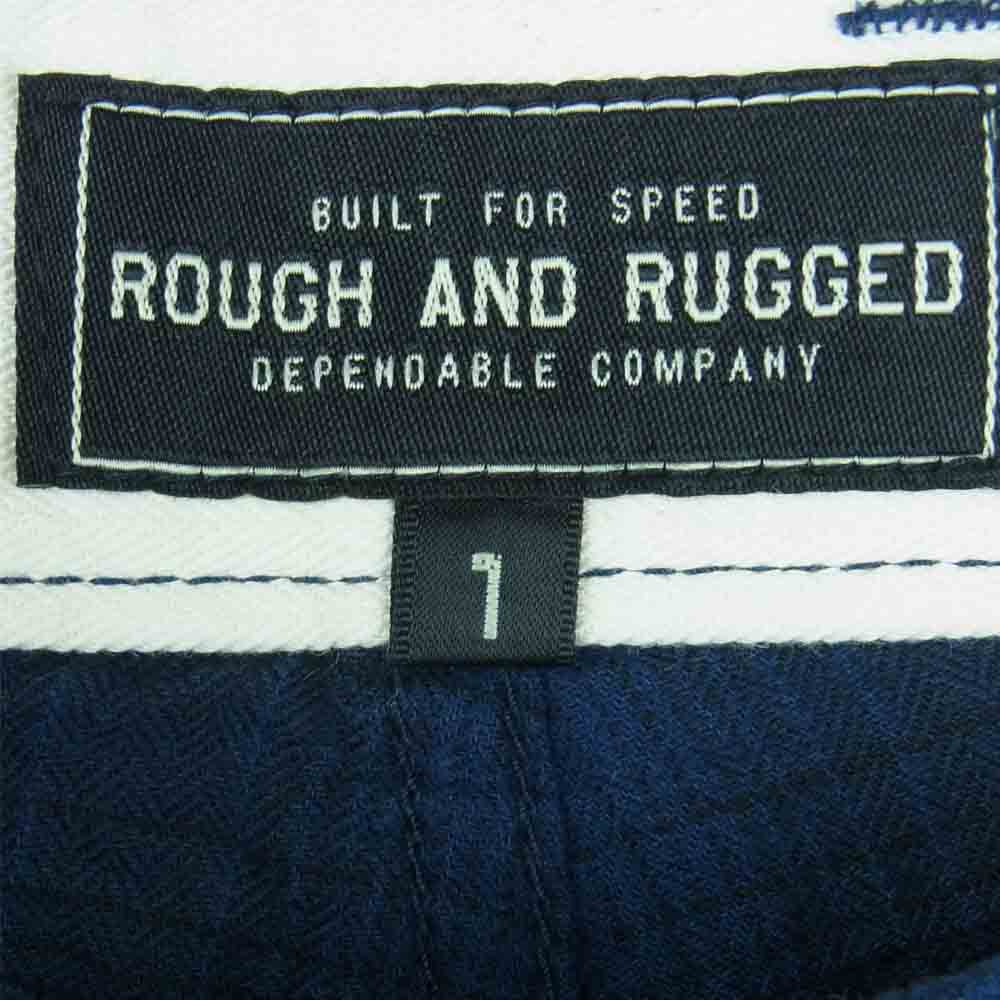 BUILT FOR SPEED
ROUGH AND RUGGED
DEPENDABLE COMPANY
1